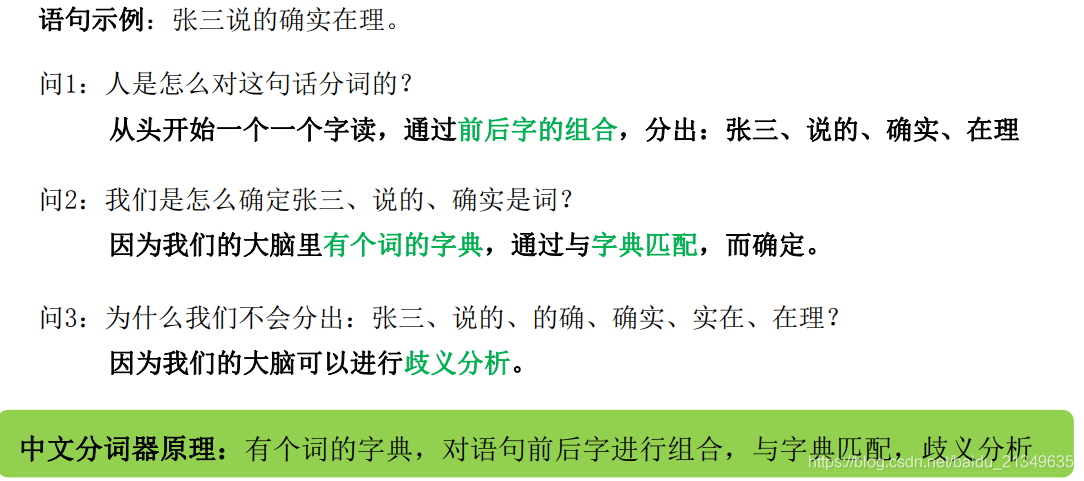 语句示例：张三说的确实在理。
问1：人是怎么对这句话分词的？
从头开始一个一个字读，通过前后字的组合，分出：张三、说的、确实、在理
问2：我们是怎么确定张三、说的、确实是词？
因为我们的大脑里有个词的字典，通过与字典匹配，而确定。
问3：为什么我们不会分出：张三、说的、的确、确实、实在、在理？
因为我们的大脑可以进行歧义分析。
中文分词器原理：有个词的字典，对语句前后字进行组合，与字典匹配，歧义分析
https://blog.csdn.net/baidu_21349635